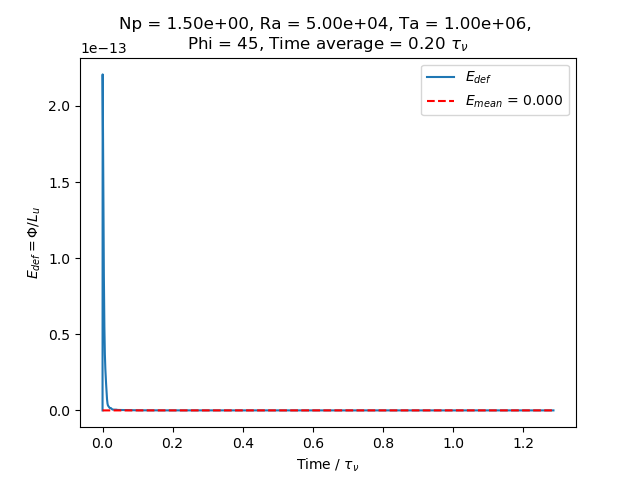 Np = 1.50e+00, Ra = 5.00e+04, Ta = 1.00e+06,
Phi = 45, Time average = 0.20 τν
1e−13
E_def
E_mean = 0.000
2.0
1.5
1.0
0.5
0.0
E_def = Φ/L_u
0.0 0.2 0.4 0.6 0.8 1.0 1.2
Time / τν